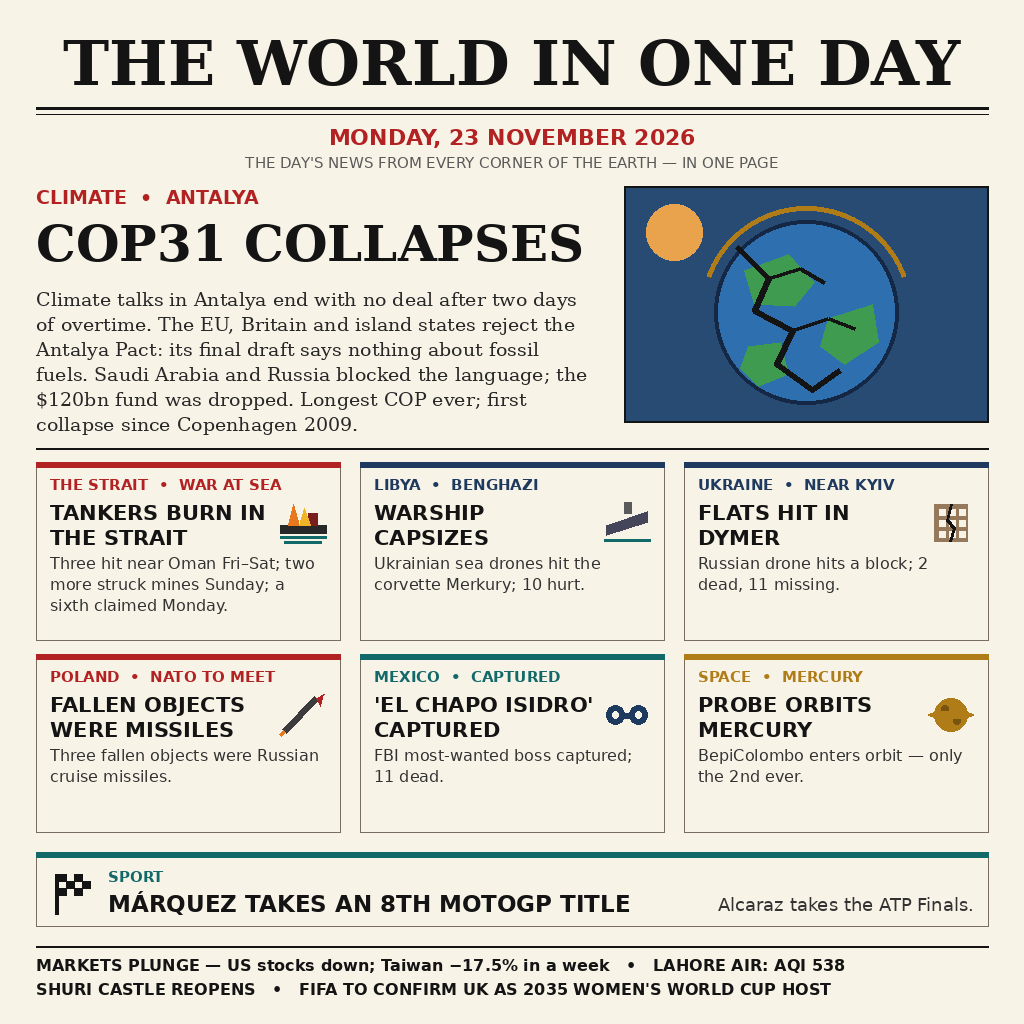 THE WORLD IN ONE DAY
MONDAY, 23 NOVEMBER 2026
THE DAY'S NEWS FROM EVERY CORNER OF THE EARTH — IN ONE PAGE
CLIMATE • ANTALYA
COP31 COLLAPSES
Climate talks in Antalya end with no deal after two days
of overtime. The EU, Britain and island states reject the
Antalya Pact: its final draft says nothing about fossil
fuels. Saudi Arabia and Russia blocked the language; the
$120bn fund was dropped. Longest COP ever; first
collapse since Copenhagen 2009.
THE STRAIT • WAR AT SEA
TANKERS BURN IN
THE STRAIT
Three hit near Oman Fri–Sat; two
more struck mines Sunday; a
sixth claimed Monday.
LIBYA • BENGHAZI
WARSHIP
CAPSIZES
Ukrainian sea drones hit the
corvette Merkury; 10 hurt.
UKRAINE • NEAR KYIV
FLATS HIT IN
DYMER
Russian drone hits a block; 2
dead, 11 missing.
POLAND • NATO TO MEET
FALLEN OBJECTS
WERE MISSILES
Three fallen objects were Russian
cruise missiles.
MEXICO • CAPTURED
'EL CHAPO ISIDRO'
CAPTURED
FBI most-wanted boss captured;
11 dead.
SPACE • MERCURY
PROBE ORBITS
MERCURY
BepiColombo enters orbit — only
the 2nd ever.
SPORT
MÁRQUEZ TAKES AN 8TH MOTOGP TITLE
Alcaraz takes the ATP Finals.
MARKETS PLUNGE — US stocks down; Taiwan −17.5% in a week • LAHORE AIR: AQI 538
SHURI CASTLE REOPENS • FIFA TO CONFIRM UK AS 2035 WOMEN'S WORLD CUP HOST